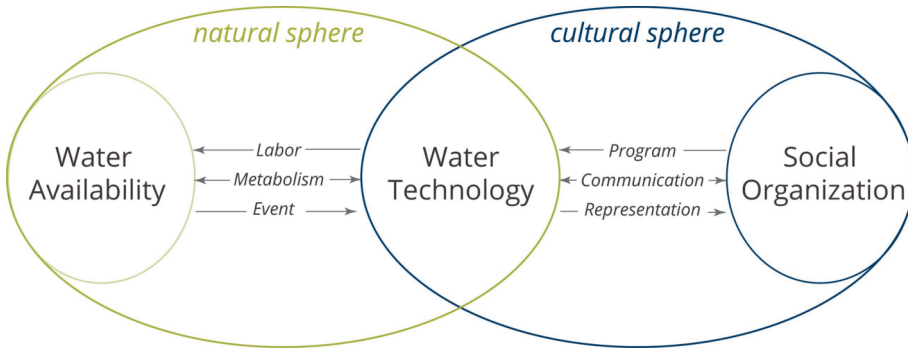 natural sphere
cultural sphere
Water
Availability
Labor
Metabolism
Event
Water
Technology
Program
Communication
Representation
Social
Organization